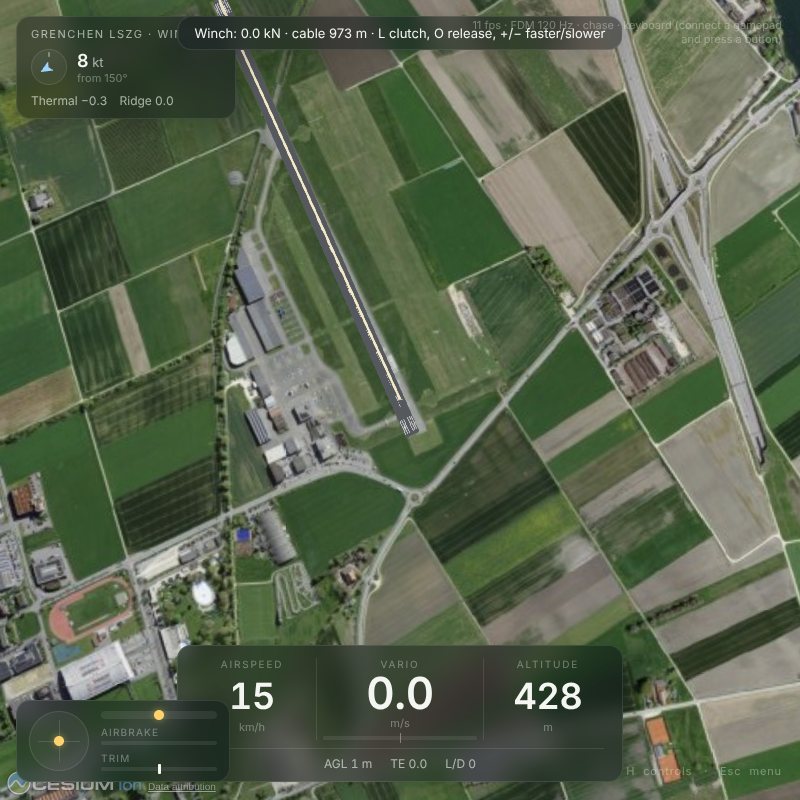 11 fps · FDM 120 Hz · chase · keyboard (connect a gamepad
and press a button)
GRENCHEN LSZG · WIN
Winch: 0.0 kN · cable 973 m · L clutch, O release, +/− faster/slower
8 kt
from 150°
Thermal −0.3 Ridge 0.0
AIRSPEED
15
km/h
VARIO
0.0
m/s
ALTITUDE
428
m
AGL 1 m TE 0.0 L/D 0
AIRBRAKE
TRIM
CESIUM ion Data attribution
H controls · Esc menu